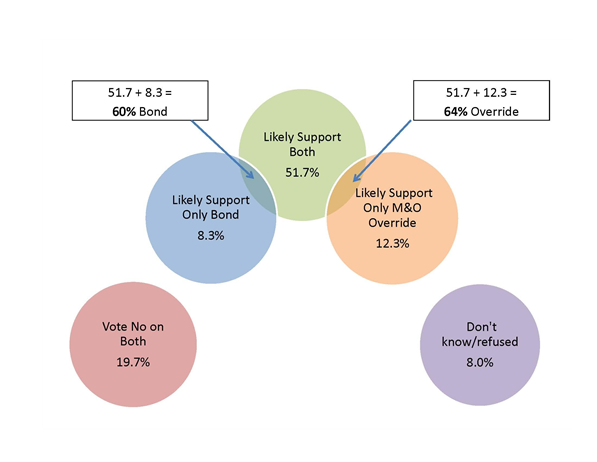 51.7 + 8.3 =
60% Bond
51.7 + 12.3 =
64% Override
Likely Support
Both
51.7%
Likely Support
Only Bond
8.3%
Likely Support
Only M&O
Override
12.3%
Vote No on
Both
19.7%
Don't
know/refused
8.0%